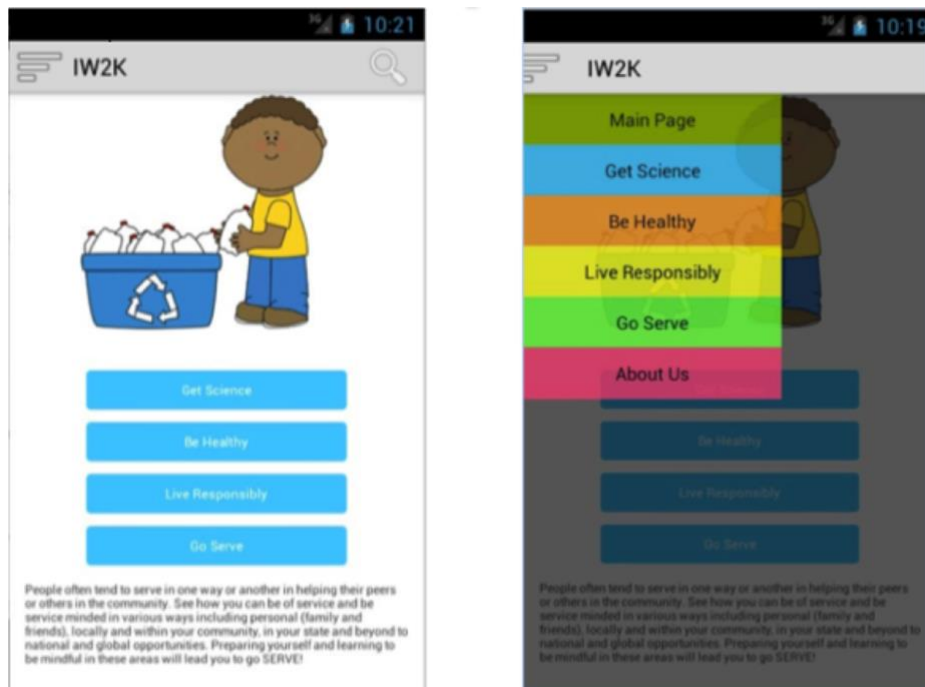 3G 10:21
IW2K
Get Science
Be Healthy
Live Responsibly
Go Serve
People often tend to serve in one way or another in helping their peers
or others in the community. See how you can be of service and be
service minded in various ways including personal (family and
friends), locally and within your community, in your state and beyond to
national and global opportunities. Preparing yourself and learning to
be mindful in these areas will lead you to go SERVE!
3G 10:19
IW2K
Main Page
Get Science
Be Healthy
Live Responsibly
Go Serve
About Us
Be Healthy
Live Responsibly
Go Serve
People often tend to serve in one way or another in helping their peers
or others in the community. See how you can be of service and be
service minded in various ways including personal (family and
friends), locally and within your community, in your state and beyond to
national and global opportunities. Preparing yourself and learning to
be mindful in these areas will lead you to go SERVE!